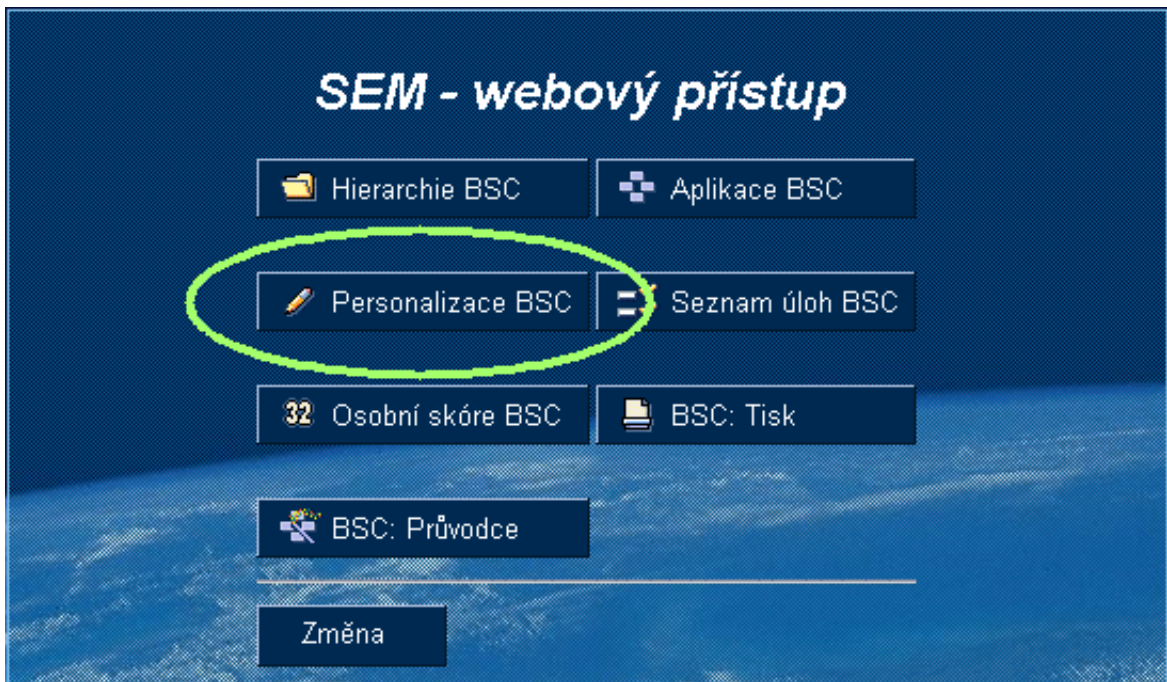 SEM - webový přístup
Hierarchie BSC
Aplikace BSC
Personalizace BSC
Seznam úloh BSC
32 Osobní skóre BSC
BSC: Tisk
BSC: Průvodce
Změna